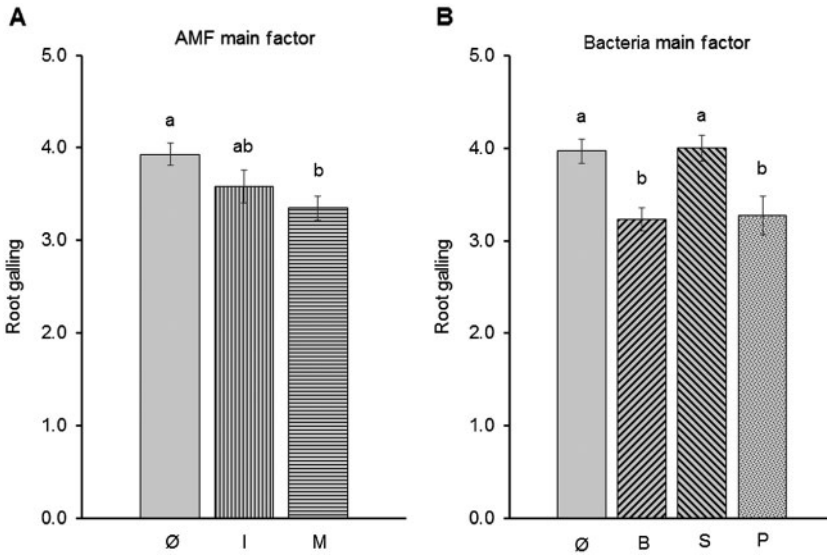 A
AMF main factor
Root galling
5.0
4.0
3.0
2.0
1.0
0.0
a
ab
b
Ø
I
M
B
Bacteria main factor
Root galling
5.0
4.0
3.0
2.0
1.0
0.0
a
b
a
b
Ø
B
S
P